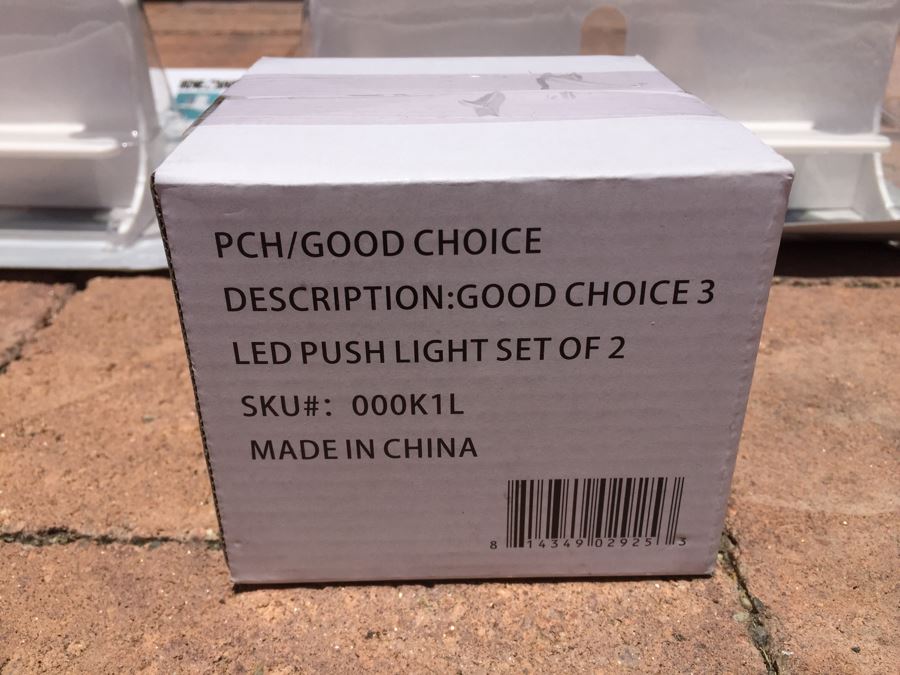 PCH/GOOD CHOICE
DESCRIPTION:GOOD CHOICE 3
LED PUSH LIGHT SET OF 2
SKU#: 000K1L
MADE IN CHINA
8 14349 02925 3